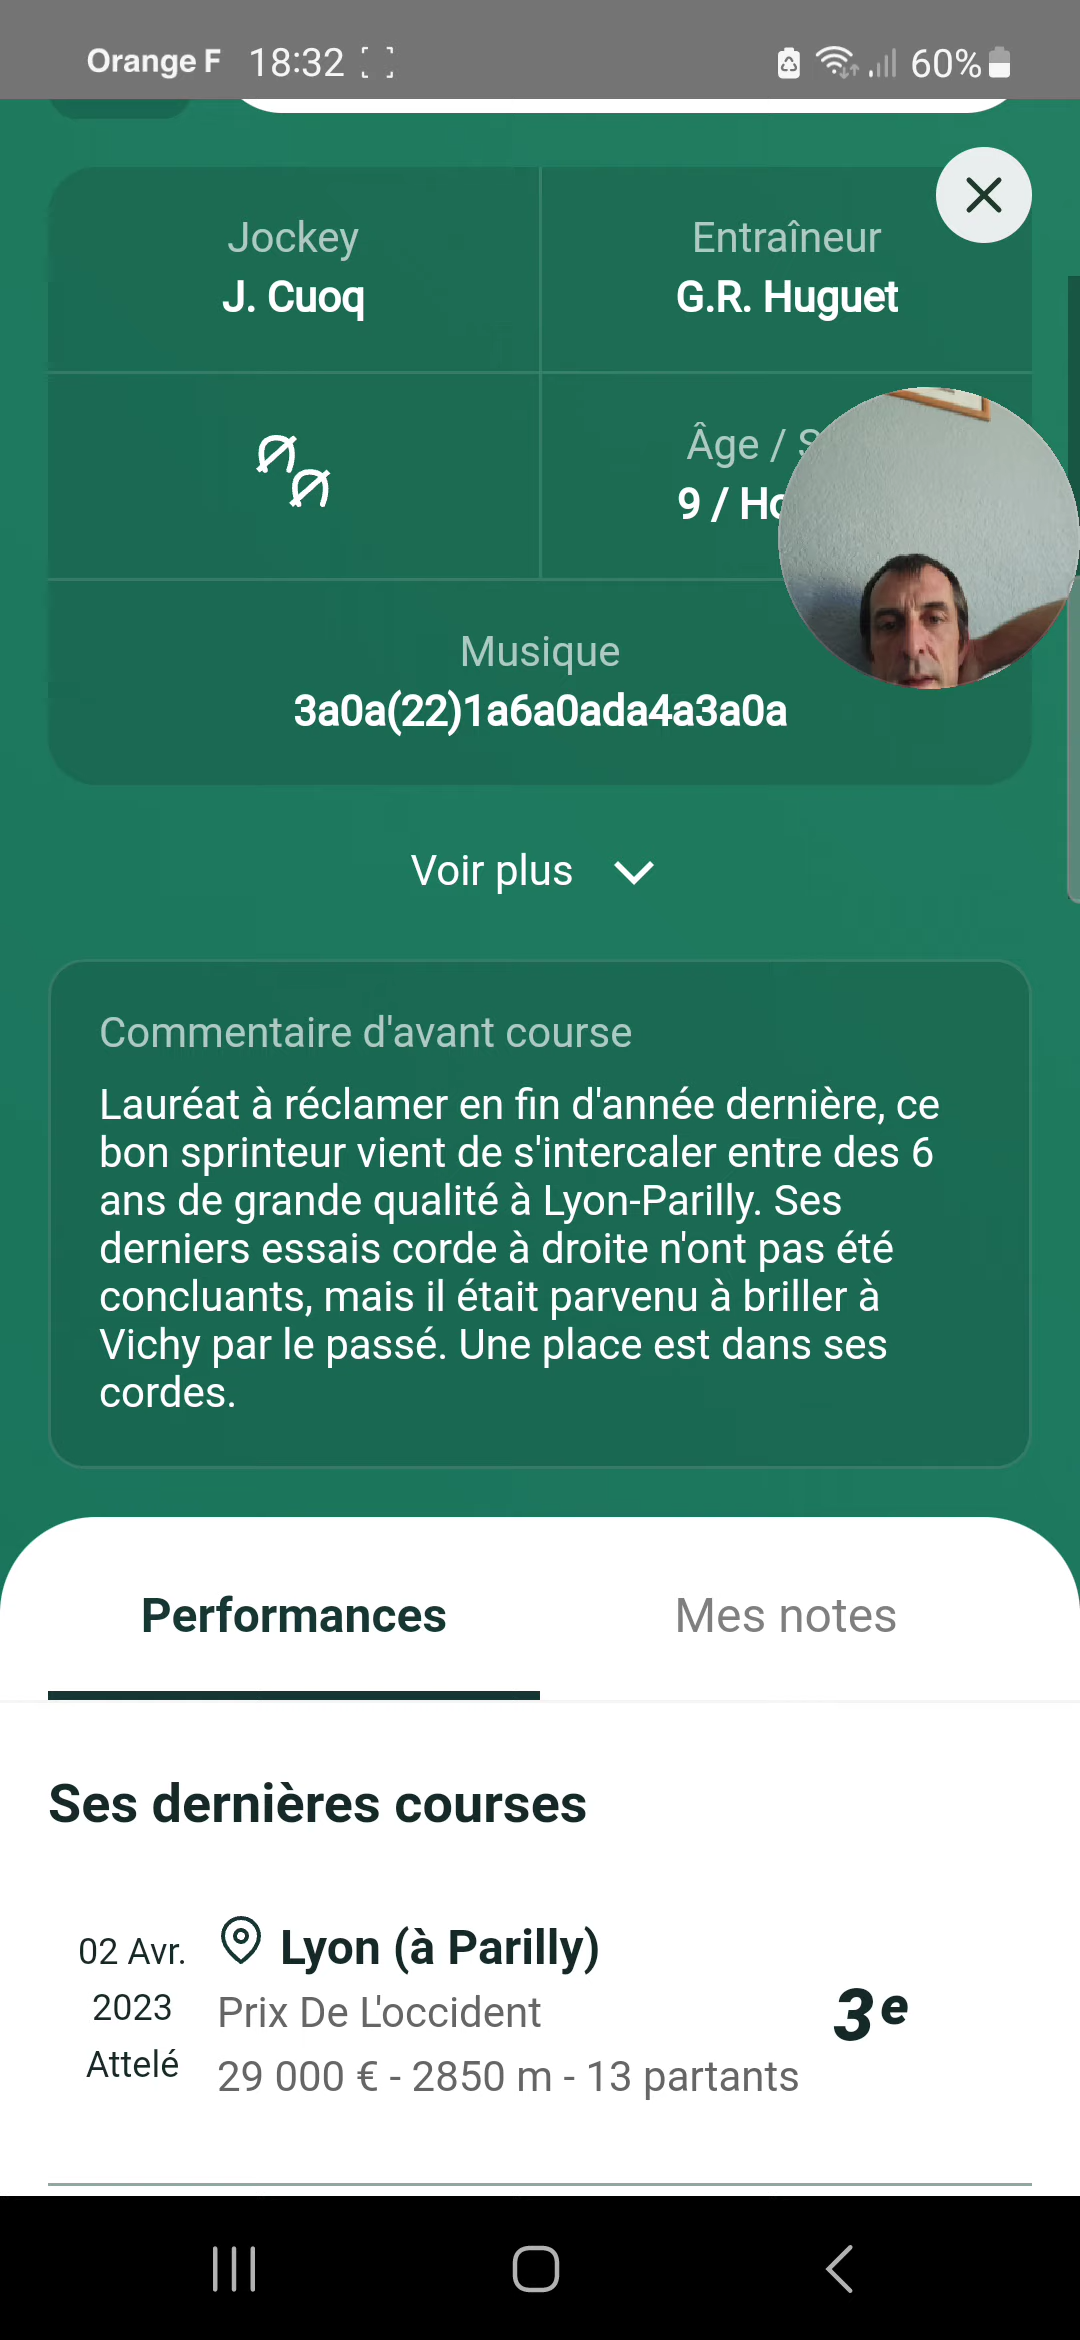 Orange F 18:32 60%
Jockey
J. Cuoq
Entraîneur
G.R. Huguet
Âge /
9 /
Musique
3a0a(22)1a6a0ada4a3a0a
Voir plus
Commentaire d'avant course
Lauréat à réclamer en fin d'année dernière, ce
bon sprinteur vient de s'intercaler entre des 6
ans de grande qualité à Lyon-Parilly. Ses
derniers essais corde à droite n'ont pas été
concluants, mais il était parvenu à briller à
Vichy par le passé. Une place est dans ses
cordes.
Performances
Mes notes
Ses dernières courses
02 Avr.
2023
Attelé
Lyon (à Parilly)
Prix De L'occident
29 000 € - 2850 m - 13 partants
3e